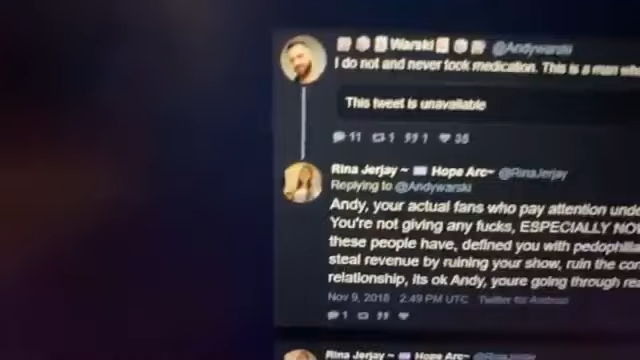 Warski @Andywarski
I do not and never took medication. This is a man
This tweet is unavailable
11 1 1 35
Rina Jerjay ~ Hope Arc~ @RinaJerjay
Replying to @Andywarski
Andy, your actual fans who pay attention
You're not giving any fucks, ESPECIALLY
these people have, defined you with
steal revenue by ruining your show, ruin the
relationship, its ok Andy, youre going through
Nov 9, 2018 2:49 PM UTC Twitter for Android
1
Rina Jerjay ~ Hope Arc~ @RinaJerjay